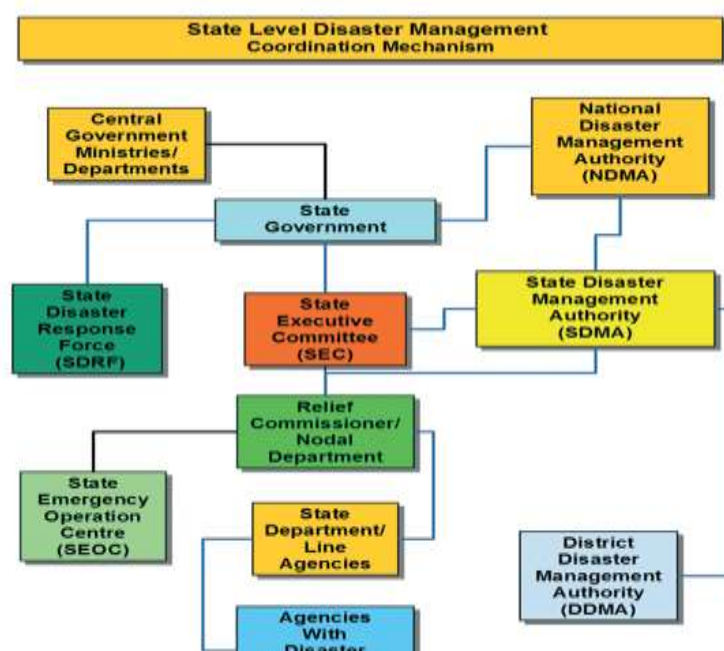 State Level Disaster Management
Coordination Mechanism
Central
Government
Ministries/
Departments
National
Disaster
Management
Authority
(NDMA)
State
Government
State
Disaster
Response
Force
(SDRF)
State
Executive
Committee
(SEC)
State Disaster
Management
Authority
(SDMA)
Relief
Commissioner/
Nodal
Department
State
Emergency
Operation
Centre
(SEOC)
State
Department/
Line
Agencies
District
Disaster
Management
Authority
(DDMA)
Agencies
With
Disaster